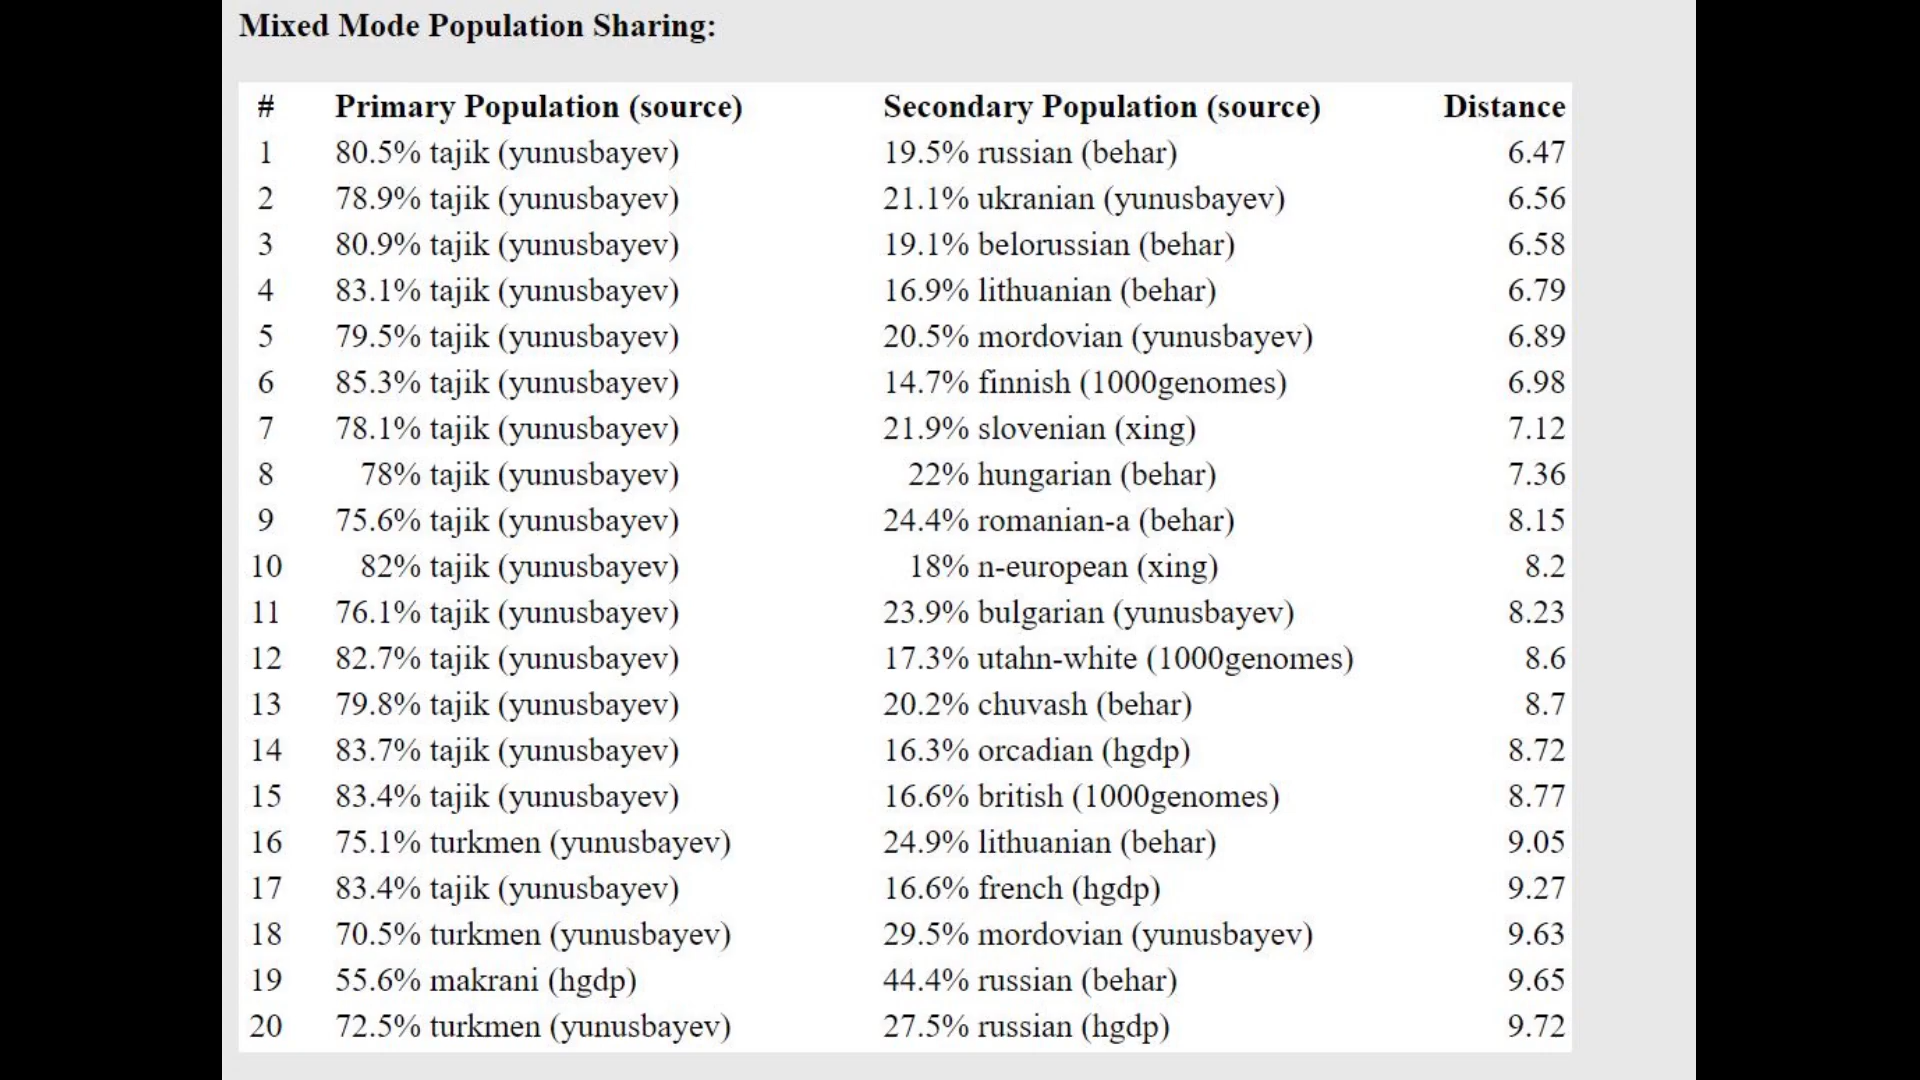 Mixed Mode Population Sharing:
# Primary Population (source) Secondary Population (source) Distance
1 80.5% tajik (yunusbayev) 19.5% russian (behar) 6.47
2 78.9% tajik (yunusbayev) 21.1% ukranian (yunusbayev) 6.56
3 80.9% tajik (yunusbayev) 19.1% belorussian (behar) 6.58
4 83.1% tajik (yunusbayev) 16.9% lithuanian (behar) 6.79
5 79.5% tajik (yunusbayev) 20.5% mordovian (yunusbayev) 6.89
6 85.3% tajik (yunusbayev) 14.7% finnish (1000genomes) 6.98
7 78.1% tajik (yunusbayev) 21.9% slovenian (xing) 7.12
8 78% tajik (yunusbayev) 22% hungarian (behar) 7.36
9 75.6% tajik (yunusbayev) 24.4% romanian-a (behar) 8.15
10 82% tajik (yunusbayev) 18% n-european (xing) 8.2
11 76.1% tajik (yunusbayev) 23.9% bulgarian (yunusbayev) 8.23
12 82.7% tajik (yunusbayev) 17.3% utahn-white (1000genomes) 8.6
13 79.8% tajik (yunusbayev) 20.2% chuvash (behar) 8.7
14 83.7% tajik (yunusbayev) 16.3% orcadian (hgdp) 8.72
15 83.4% tajik (yunusbayev) 16.6% british (1000genomes) 8.77
16 75.1% turkmen (yunusbayev) 24.9% lithuanian (behar) 9.05
17 83.4% tajik (yunusbayev) 16.6% french (hgdp) 9.27
18 70.5% turkmen (yunusbayev) 29.5% mordovian (yunusbayev) 9.63
19 55.6% makrani (hgdp) 44.4% russian (behar) 9.65
20 72.5% turkmen (yunusbayev) 27.5% russian (hgdp) 9.72